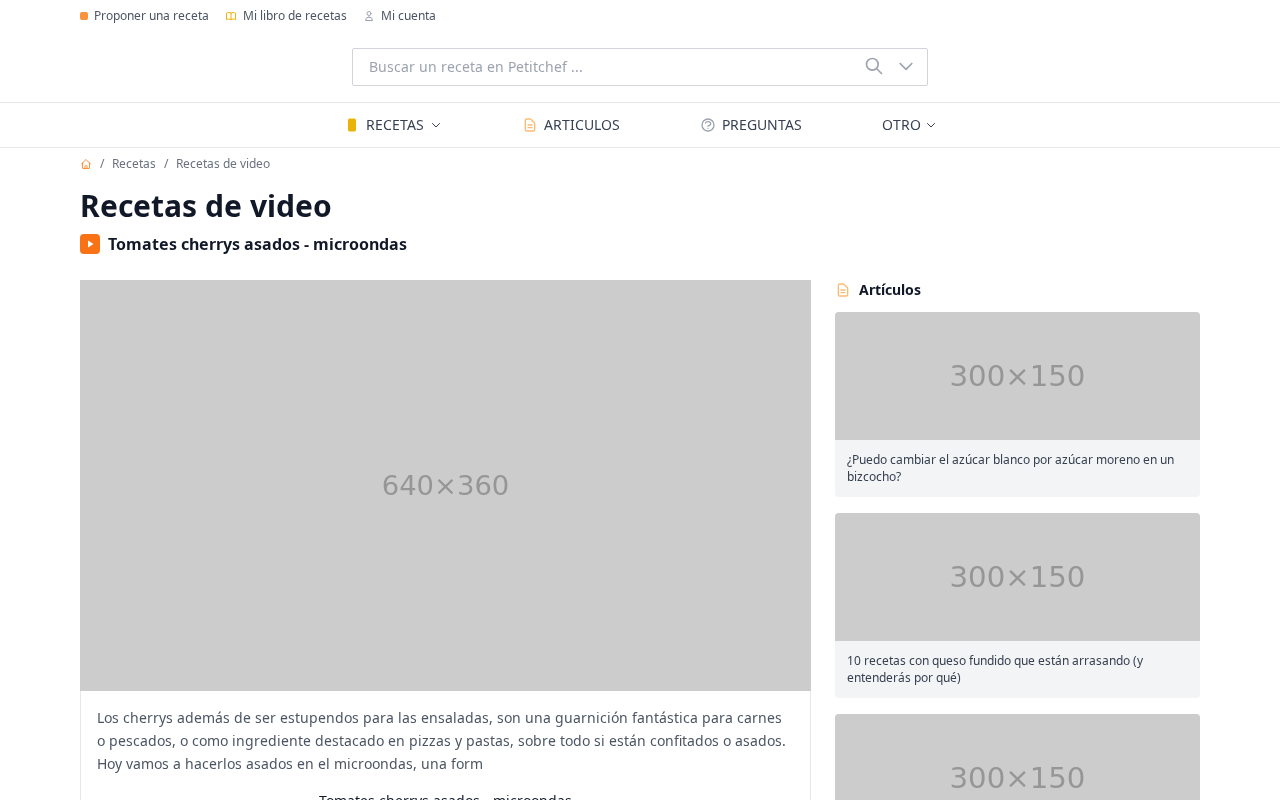 Proponer una receta
Mi libro de recetas
Mi cuenta
Buscar un receta en Petitchef ...
RECETAS
ARTICULOS
PREGUNTAS
OTRO
/ Recetas / Recetas de video
Recetas de video
Tomates cherrys asados - microondas
640×360
Los cherrys además de ser estupendos para las ensaladas, son una guarnición fantástica para carnes
o pescados, o como ingrediente destacado en pizzas y pastas, sobre todo si están confitados o asados.
Hoy vamos a hacerlos asados en el microondas, una form
Tomates cherrys asados - microondas
Artículos
300×150
¿Puedo cambiar el azúcar blanco por azúcar moreno en un
bizcocho?
300×150
10 recetas con queso fundido que están arrasando (y
entenderás por qué)
300×150